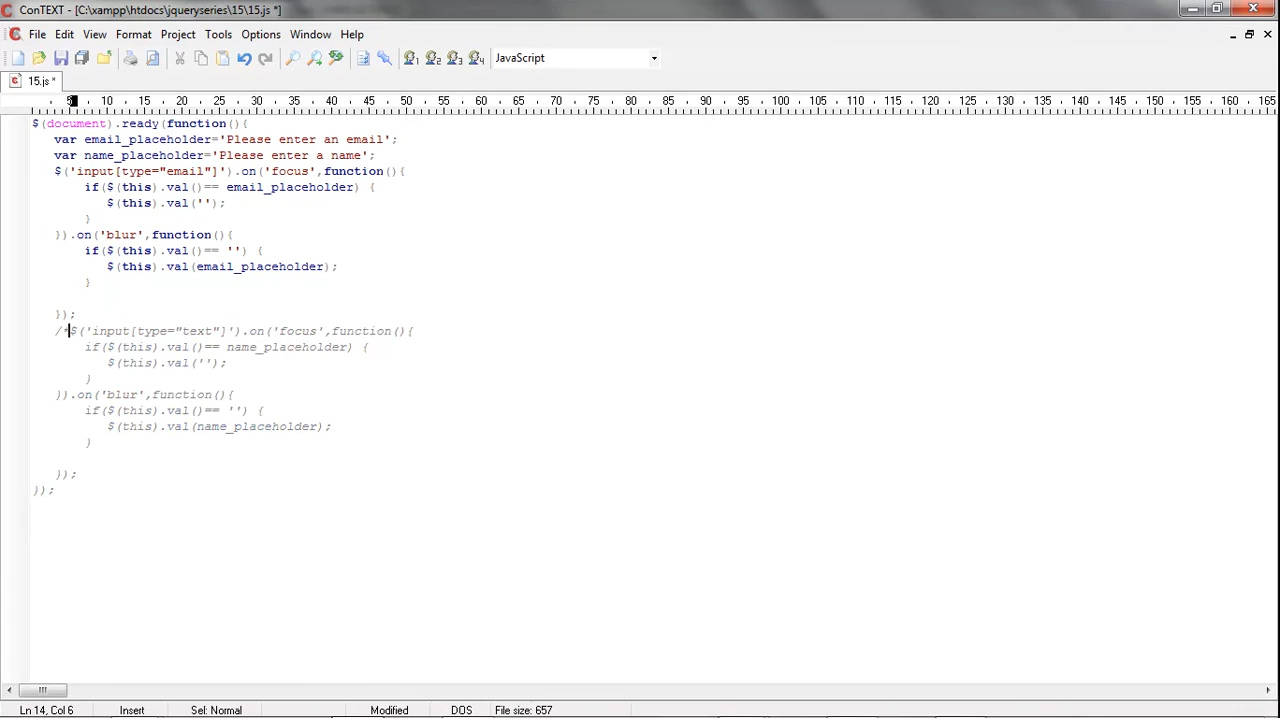 ConTEXT - [C:\xampp\htdocs\jqueryseries\15\15.js *]
File Edit View Format Project Tools Options Window Help
JavaScript
15.js *
5 10 15 20 25 30 35 40 45 50 55 60 65 70 75 80 85 90 95 100 105 110 115 120 125 130 135 140 145 150 155 160 165
$(document).ready(function(){
var email_placeholder='Please enter an email';
var name_placeholder='Please enter a name';
$('input[type="email"]').on('focus',function(){
if($(this).val()== email_placeholder) {
$(this).val('');
}
}).on('blur',function(){
if($(this).val()== '') {
$(this).val(email_placeholder);
}
});
/*$('input[type="text"]').on('focus',function(){
if($(this).val()== name_placeholder) {
$(this).val('');
}
}).on('blur',function(){
if($(this).val()== '') {
$(this).val(name_placeholder);
}
});
});
Ln 14, Col 6 Insert Sel: Normal Modified DOS File size: 657